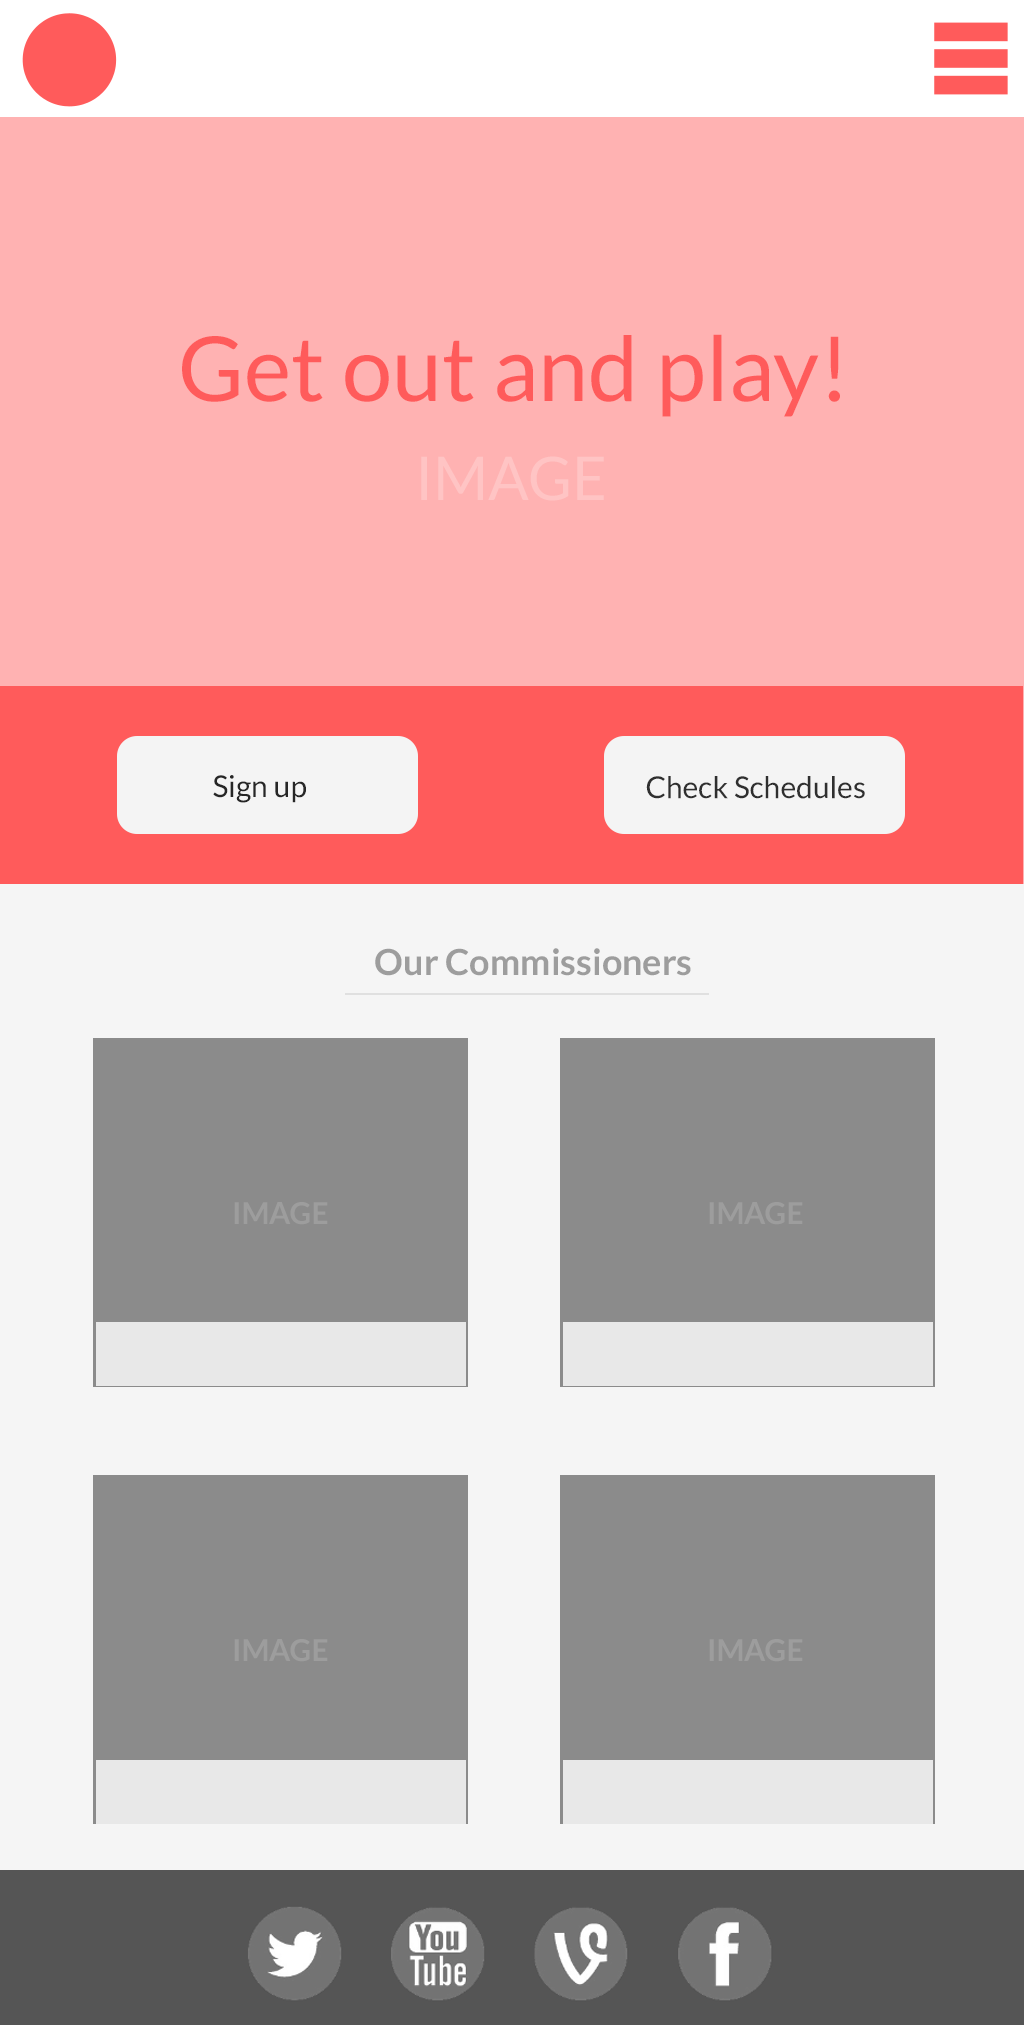 Get out and play!
IMAGE
Sign up
Check Schedules
Our Commissioners
IMAGE
IMAGE
IMAGE
IMAGE
You
Tube